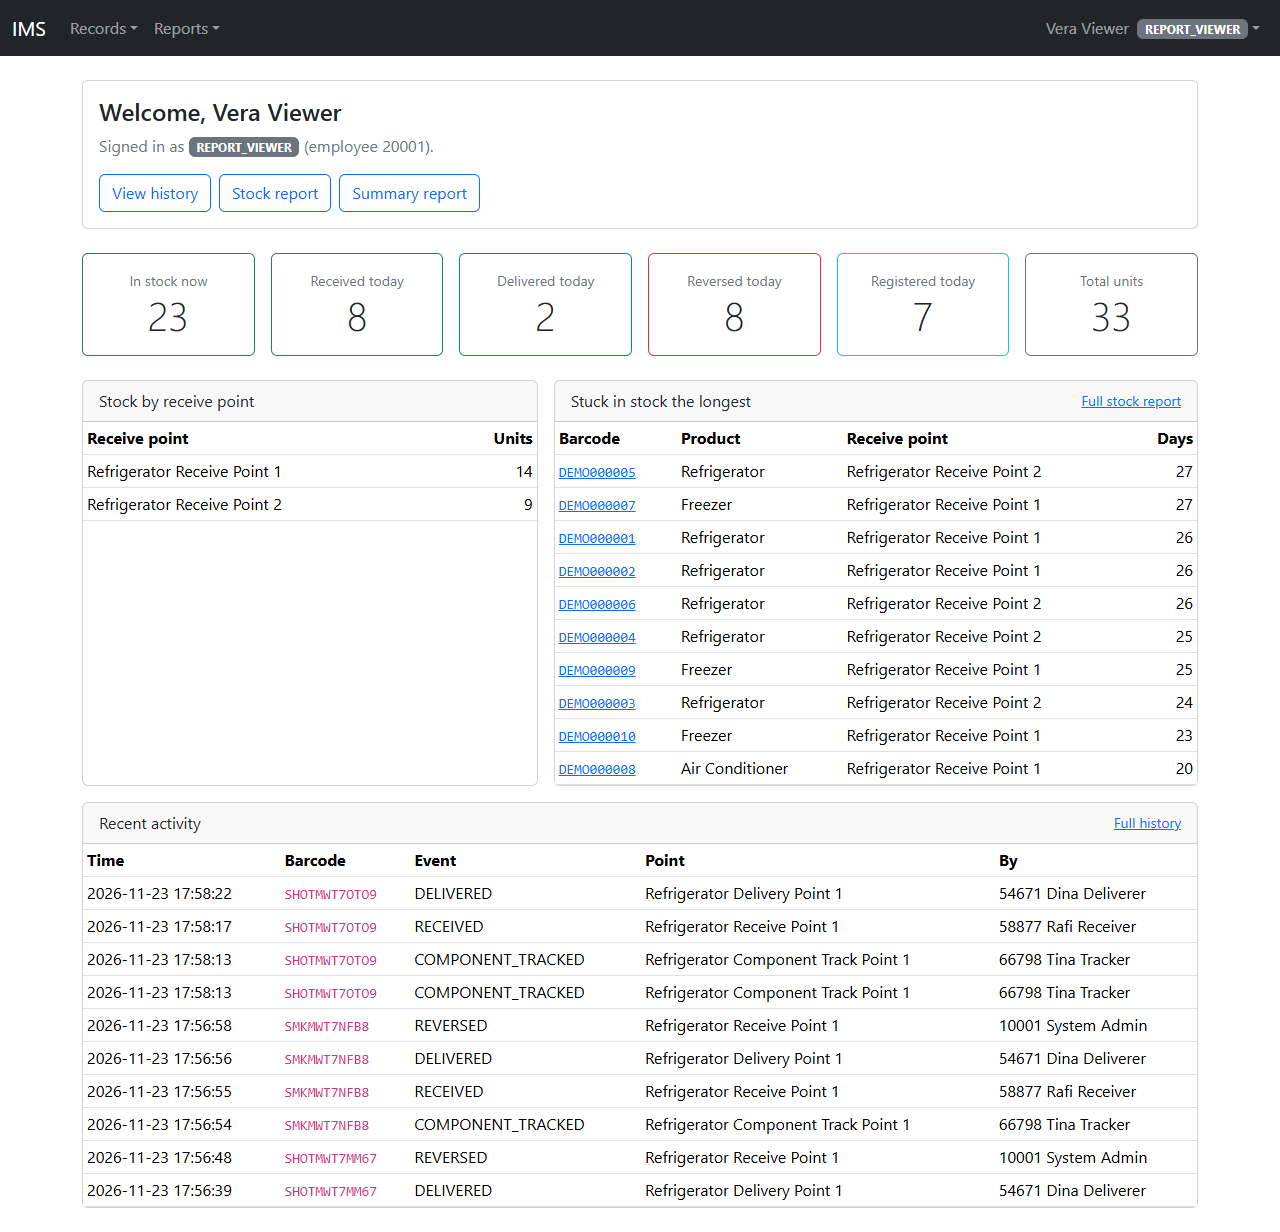 IMS Records Reports Vera Viewer REPORT_VIEWER
Welcome, Vera Viewer
Signed in as REPORT_VIEWER (employee 20001).
View history Stock report Summary report
In stock now Received today Delivered today Reversed today Registered today Total units
23 8 2 8 7 33
Stock by receive point
Receive point Units
Refrigerator Receive Point 1 14
Refrigerator Receive Point 2 9
Stuck in stock the longest Full stock report
Barcode Product Receive point Days
DEMO000005 Refrigerator Refrigerator Receive Point 2 27
DEMO000007 Freezer Refrigerator Receive Point 1 27
DEMO000001 Refrigerator Refrigerator Receive Point 1 26
DEMO000002 Refrigerator Refrigerator Receive Point 1 26
DEMO000006 Refrigerator Refrigerator Receive Point 2 26
DEMO000004 Refrigerator Refrigerator Receive Point 2 25
DEMO000009 Freezer Refrigerator Receive Point 1 25
DEMO000003 Refrigerator Refrigerator Receive Point 2 24
DEMO000010 Freezer Refrigerator Receive Point 1 23
DEMO000008 Air Conditioner Refrigerator Receive Point 1 20
Recent activity Full history
Time Barcode Event Point By
2026-11-23 17:58:22 SHOTMWT7OTO9 DELIVERED Refrigerator Delivery Point 1 54671 Dina Deliverer
2026-11-23 17:58:17 SHOTMWT7OTO9 RECEIVED Refrigerator Receive Point 1 58877 Rafi Receiver
2026-11-23 17:58:13 SHOTMWT7OTO9 COMPONENT_TRACKED Refrigerator Component Track Point 1 66798 Tina Tracker
2026-11-23 17:58:13 SHOTMWT7OTO9 COMPONENT_TRACKED Refrigerator Component Track Point 1 66798 Tina Tracker
2026-11-23 17:56:58 SMKMWT7NFB8 REVERSED Refrigerator Receive Point 1 10001 System Admin
2026-11-23 17:56:56 SMKMWT7NFB8 DELIVERED Refrigerator Delivery Point 1 54671 Dina Deliverer
2026-11-23 17:56:55 SMKMWT7NFB8 RECEIVED Refrigerator Receive Point 1 58877 Rafi Receiver
2026-11-23 17:56:54 SMKMWT7NFB8 COMPONENT_TRACKED Refrigerator Component Track Point 1 66798 Tina Tracker
2026-11-23 17:56:48 SHOTMWT7MM67 REVERSED Refrigerator Receive Point 1 10001 System Admin
2026-11-23 17:56:39 SHOTMWT7MM67 DELIVERED Refrigerator Delivery Point 1 54671 Dina Deliverer